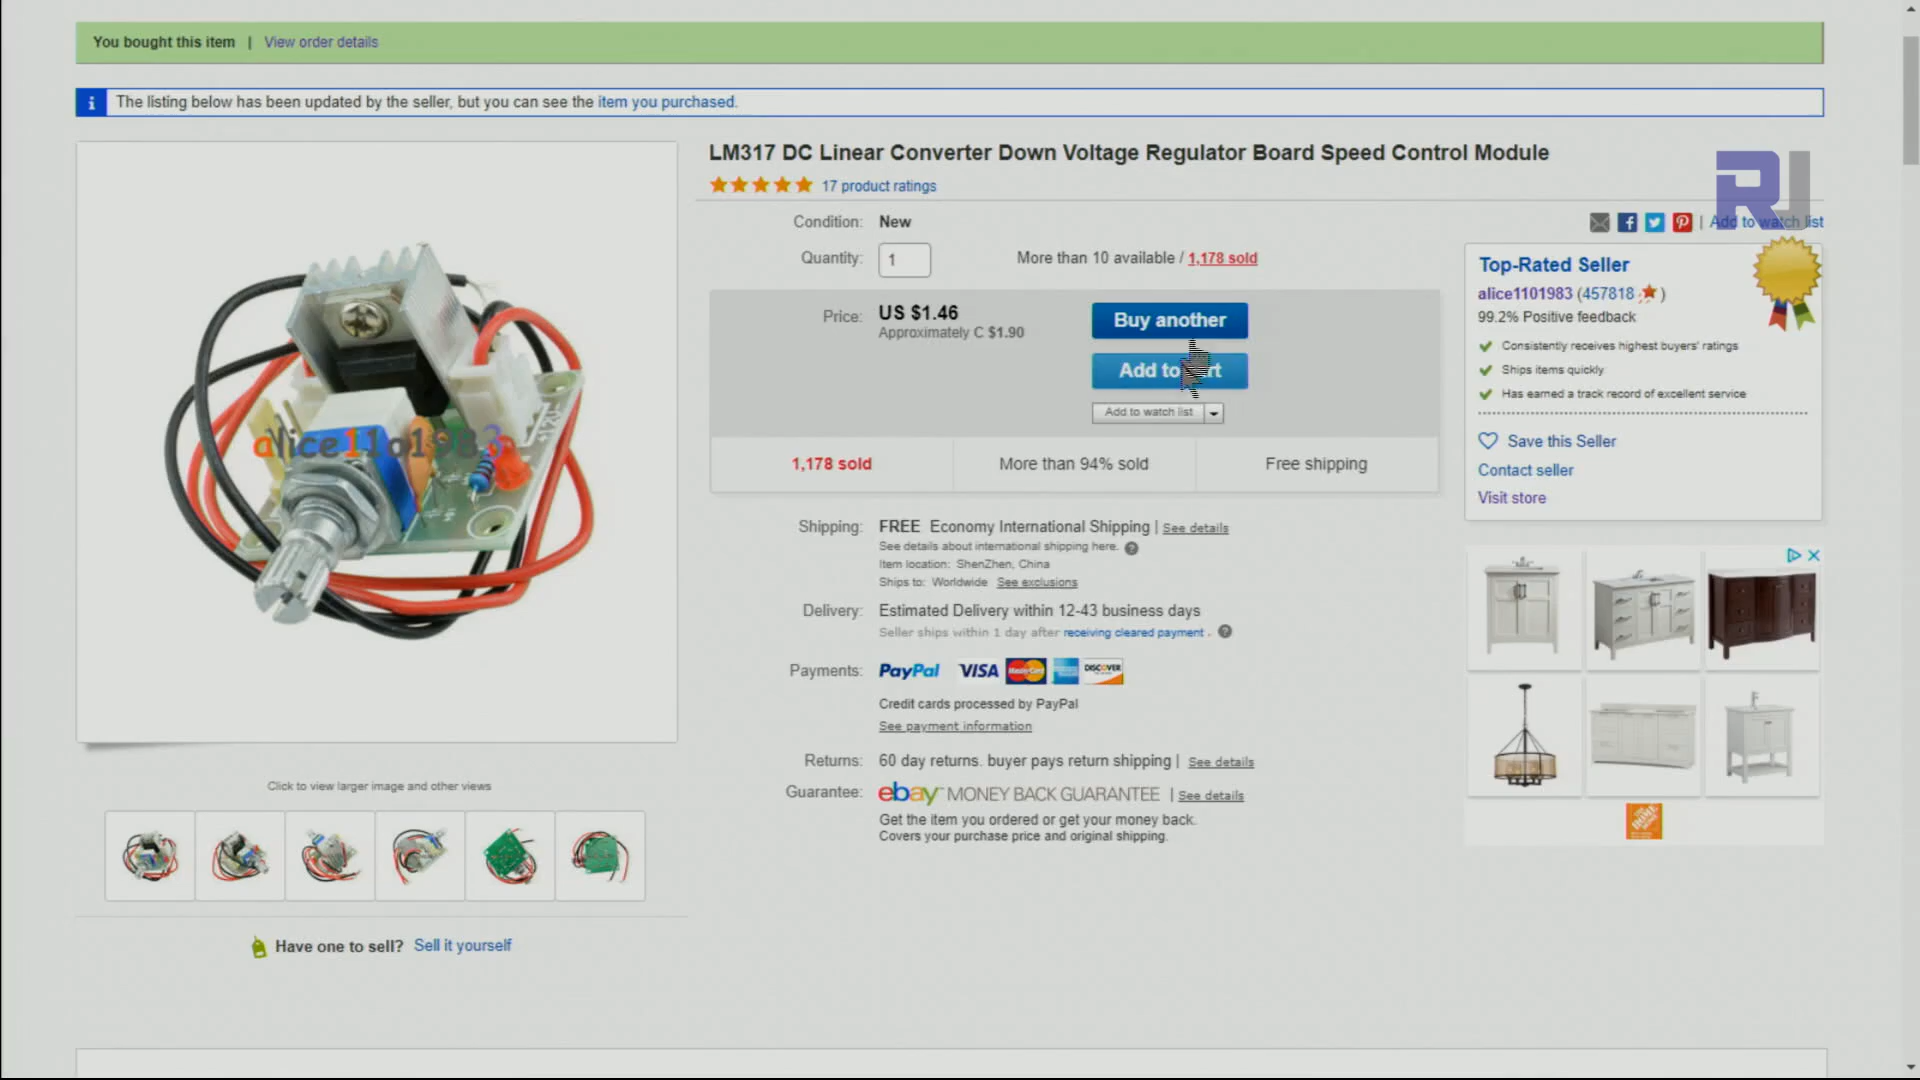 You bought this item | View order details
i The listing below has been updated by the seller, but you can see the item you purchased.
LM317 DC Linear Converter Down Voltage Regulator Board Speed Control Module
17 product ratings
RJ
Condition: New
| Add to watch list
Quantity: 1 More than 10 available / 1,178 sold
Price: US $1.46
Approximately C $1.90
Buy another
Add to
Add to watch list
1,178 sold More than 94% sold Free shipping
Top-Rated Seller
alice1101983 (457818 )
99.2% Positive feedback
Consistently receives highest buyers' ratings
Ships items quickly
Has earned a track record of excellent service
Save this Seller
Contact seller
Visit store
alice11o1983
Shipping: FREE Economy International Shipping | See details
See details about international shipping here. ?
Item location: ShenZhen, China
Ships to: Worldwide See exclusions
Delivery: Estimated Delivery within 12-43 business days
Seller ships within 1 day after receiving cleared payment . ?
Payments: PayPal VISA MasterCard DISCOVER
Credit cards processed by PayPal
See payment information
Returns: 60 day returns. buyer pays return shipping | See details
Guarantee: ebay MONEY BACK GUARANTEE | See details
Get the item you ordered or get your money back.
Covers your purchase price and original shipping.
Click to view larger image and other views
Have one to sell? Sell it yourself